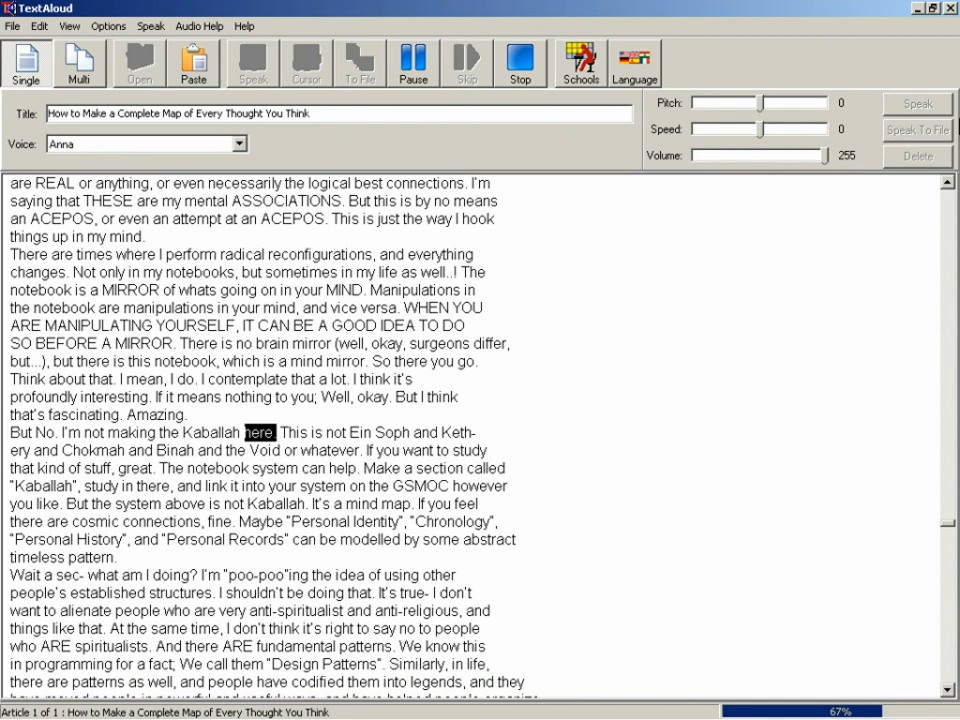 TextAloud
File Edit View Options Speak Audio Help Help
Single Multi Open Paste Speak Cursor To File Pause Skip Stop Schools Language
Title: How to Make a Complete Map of Every Thought You Think
Voice: Anna
Pitch: 0 Speak
Speed: 0 Speak To File
Volume: 255 Delete
are REAL or anything, or even necessarily the logical best connections. I'm
saying that THESE are my mental ASSOCIATIONS. But this is by no means
an ACEPOS, or even an attempt at an ACEPOS. This is just the way I hook
things up in my mind.
There are times where I perform radical reconfigurations, and everything
changes. Not only in my notebooks, but sometimes in my life as well..! The
notebook is a MIRROR of whats going on in your MIND. Manipulations in
the notebook are manipulations in your mind, and vice versa. WHEN YOU
ARE MANIPULATING YOURSELF, IT CAN BE A GOOD IDEA TO DO
SO BEFORE A MIRROR. There is no brain mirror (well, okay, surgeons differ,
but...), but there is this notebook, which is a mind mirror. So there you go.
Think about that. I mean, I do. I contemplate that a lot. I think it's
profoundly interesting. If it means nothing to you; Well, okay. But I think
that's fascinating. Amazing.
But No. I'm not making the Kaballah here. This is not Ein Soph and Keth-
ery and Chokmah and Binah and the Void or whatever. If you want to study
that kind of stuff, great. The notebook system can help. Make a section called
"Kaballah", study in there, and link it into your system on the GSMOC however
you like. But the system above is not Kaballah. It's a mind map. If you feel
there are cosmic connections, fine. Maybe "Personal Identity", "Chronology",
"Personal History", and "Personal Records" can be modelled by some abstract
timeless pattern.
Wait a sec- what am I doing? I'm "poo-poo"ing the idea of using other
people's established structures. I shouldn't be doing that. It's true- I don't
want to alienate people who are very anti-spiritualist and anti-religious, and
things like that. At the same time, I don't think it's right to say no to people
who ARE spiritualists. And there ARE fundamental patterns. We know this
in programming for a fact; We call them "Design Patterns". Similarly, in life,
there are patterns as well, and people have codified them into legends, and they
have moved people in powerful and useful ways, and have helped people organize
Article 1 of 1 : How to Make a Complete Map of Every Thought You Think 67%